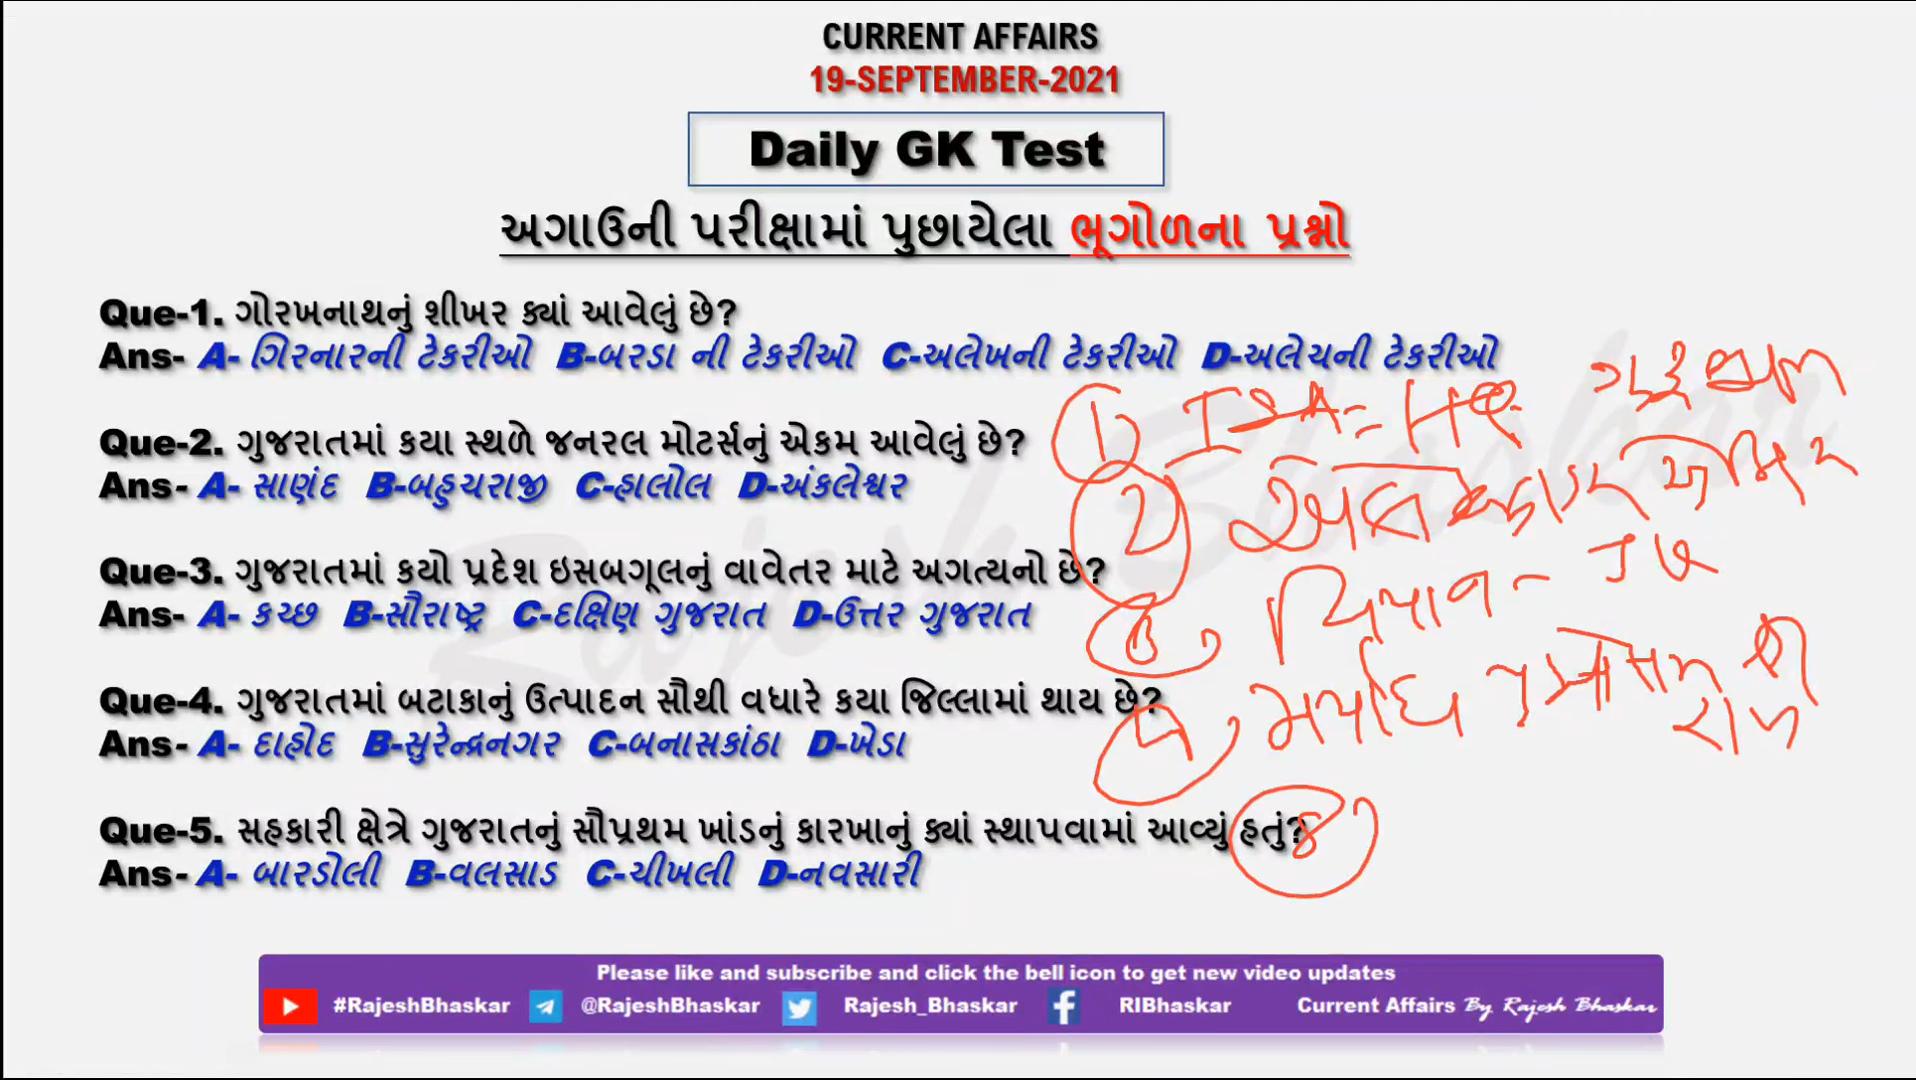 CURRENT AFFAIRS
19-SEPTEMBER-2021
Daily GK Test
અગાઉની પરીક્ષામાં પુછાયેલા ભૂગોળના પ્રશ્નો
Que-1. ગોરખનાથનું શીખર ક્યાં આવેલું છે?
Ans- A- ગિરનારની ટેકરીઓ B-બરડા ની ટેકરીઓ C-અલેખની ટેકરીઓ D-અલેચની ટેકરીઓ
Que-2. ગુજરાતમાં કયા સ્થળે જનરલ મોટર્સનું એકમ આવેલું છે?
Ans- A- સાણંદ B-બહુચરાજી C-હાલોલ D-અંકલેશ્વર
Que-3. ગુજરાતમાં કયો પ્રદેશ ઇસબગૂલનું વાવેતર માટે અગત્યનો છે?
Ans- A- કચ્છ B-સૌરાષ્ટ્ર C-દક્ષિણ ગુજરાત D-ઉત્તર ગુજરાત
Que-4. ગુજરાતમાં બટાકાનું ઉત્પાદન સૌથી વધારે કયા જિલ્લામાં થાય છે?
Ans- A- દાહોદ B-સુરેન્દ્રનગર C-બનાસકાંઠા D-ખેડા
Que-5. સહકારી ક્ષેત્રે ગુજરાતનું સૌપ્રથમ ખાંડનું કારખાનું ક્યાં સ્થાપવામાં આવ્યું હતું?
Ans- A- બારડોલી B-વલસાડ C-ચીખલી D-નવસારી
1
2
Please like and subscribe and click the bell icon to get new video updates
#RajeshBhaskar @RajeshBhaskar Rajesh_Bhaskar RIBhaskar Current Affairs By Rajesh Bhaskar
Rajesh Bhaskar